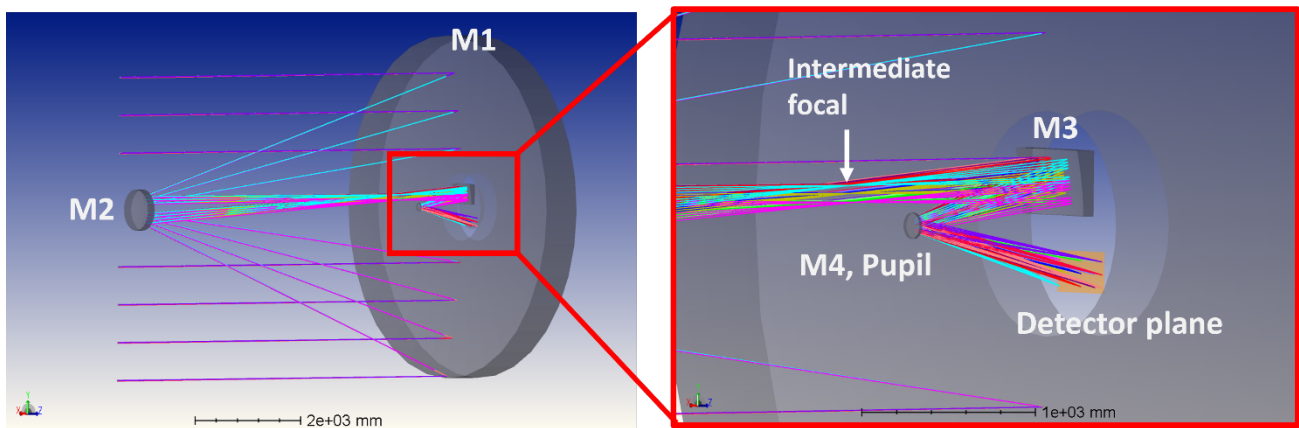 M1
M2
2e+03 mm
Intermediate
focal
M3
M4, Pupil
Detector plane
1e+03 mm